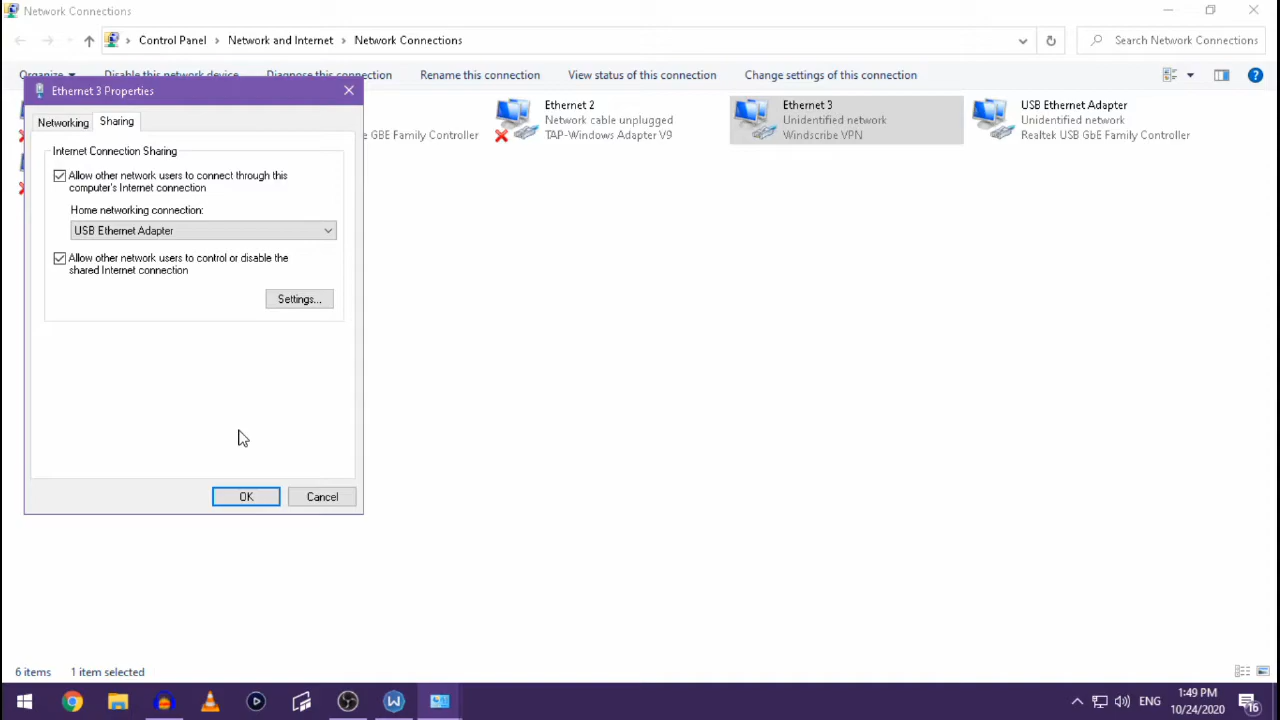 Network Connections
Control Panel
Network and Internet
Network Connections
Search Network Connections
Organize
Disable this network device
Diagnose this connection
Rename this connection
View status of this connection
Change settings of this connection
Ethernet 3 Properties
Networking
Sharing
Internet Connection Sharing
Allow other network users to connect through this
computer's Internet connection
Home networking connection:
USB Ethernet Adapter
Allow other network users to control or disable the
shared Internet connection
Settings...
OK
Cancel
e GBE Family Controller
Ethernet 2
Network cable unplugged
TAP-Windows Adapter V9
Ethernet 3
Unidentified network
Windscribe VPN
USB Ethernet Adapter
Unidentified network
Realtek USB GbE Family Controller
6 items
1 item selected
ENG
1:49 PM
10/24/2020
16